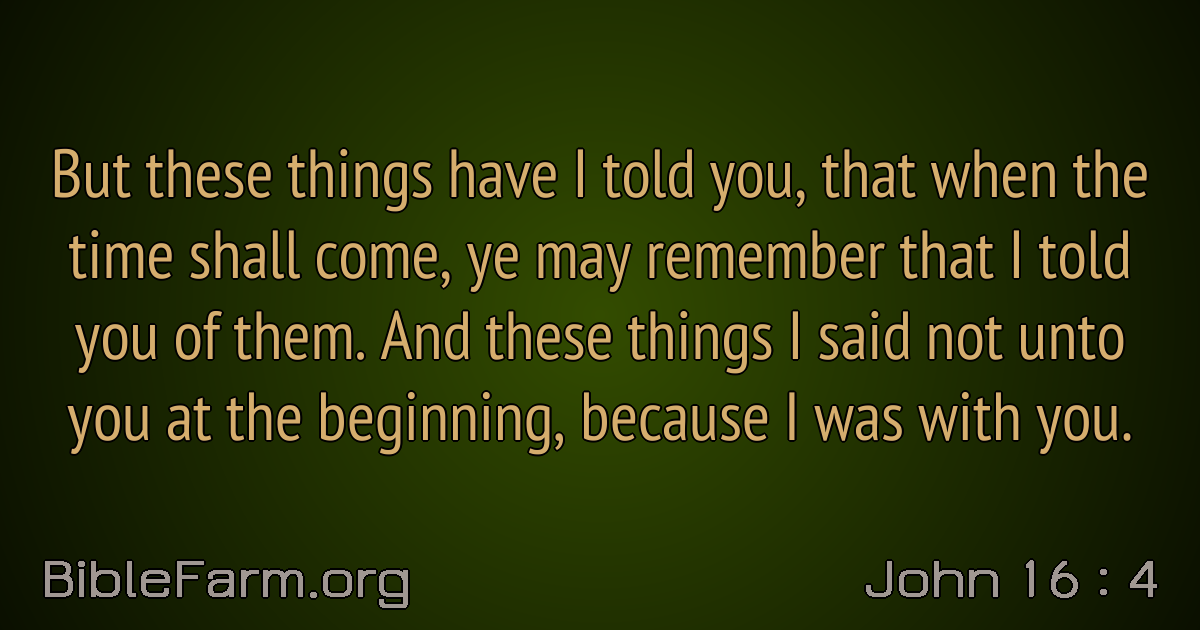 But these things have I told you, that when the
time shall come, ye may remember that I told
you of them. And these things I said not unto
you at the beginning, because I was with you.
BibleFarm.org
John 16 : 4